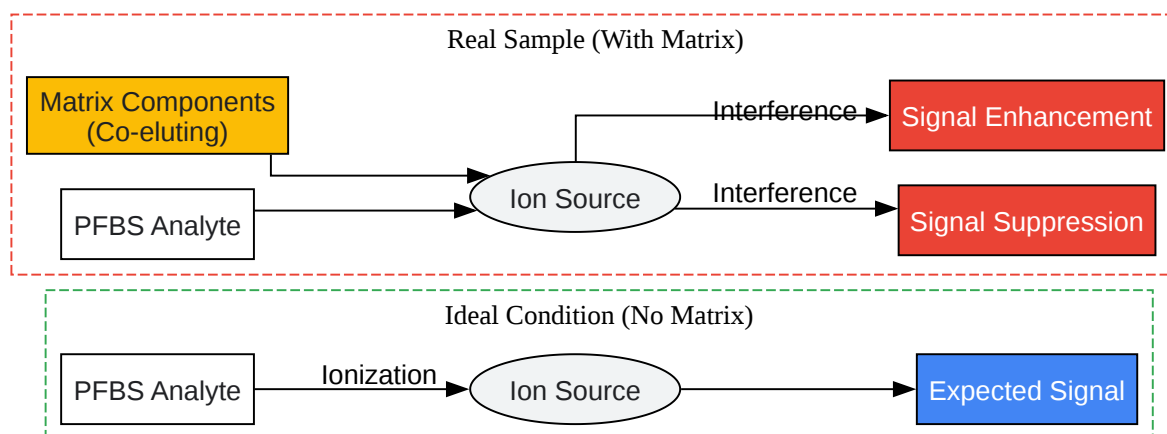 Real Sample (With Matrix)
Matrix Components
(Co-eluting)
Interference
Signal Enhancement
PFBS Analyte
Ion Source
Interference
Signal Suppression
Ideal Condition (No Matrix)
PFBS Analyte
Ionization
Ion Source
Expected Signal